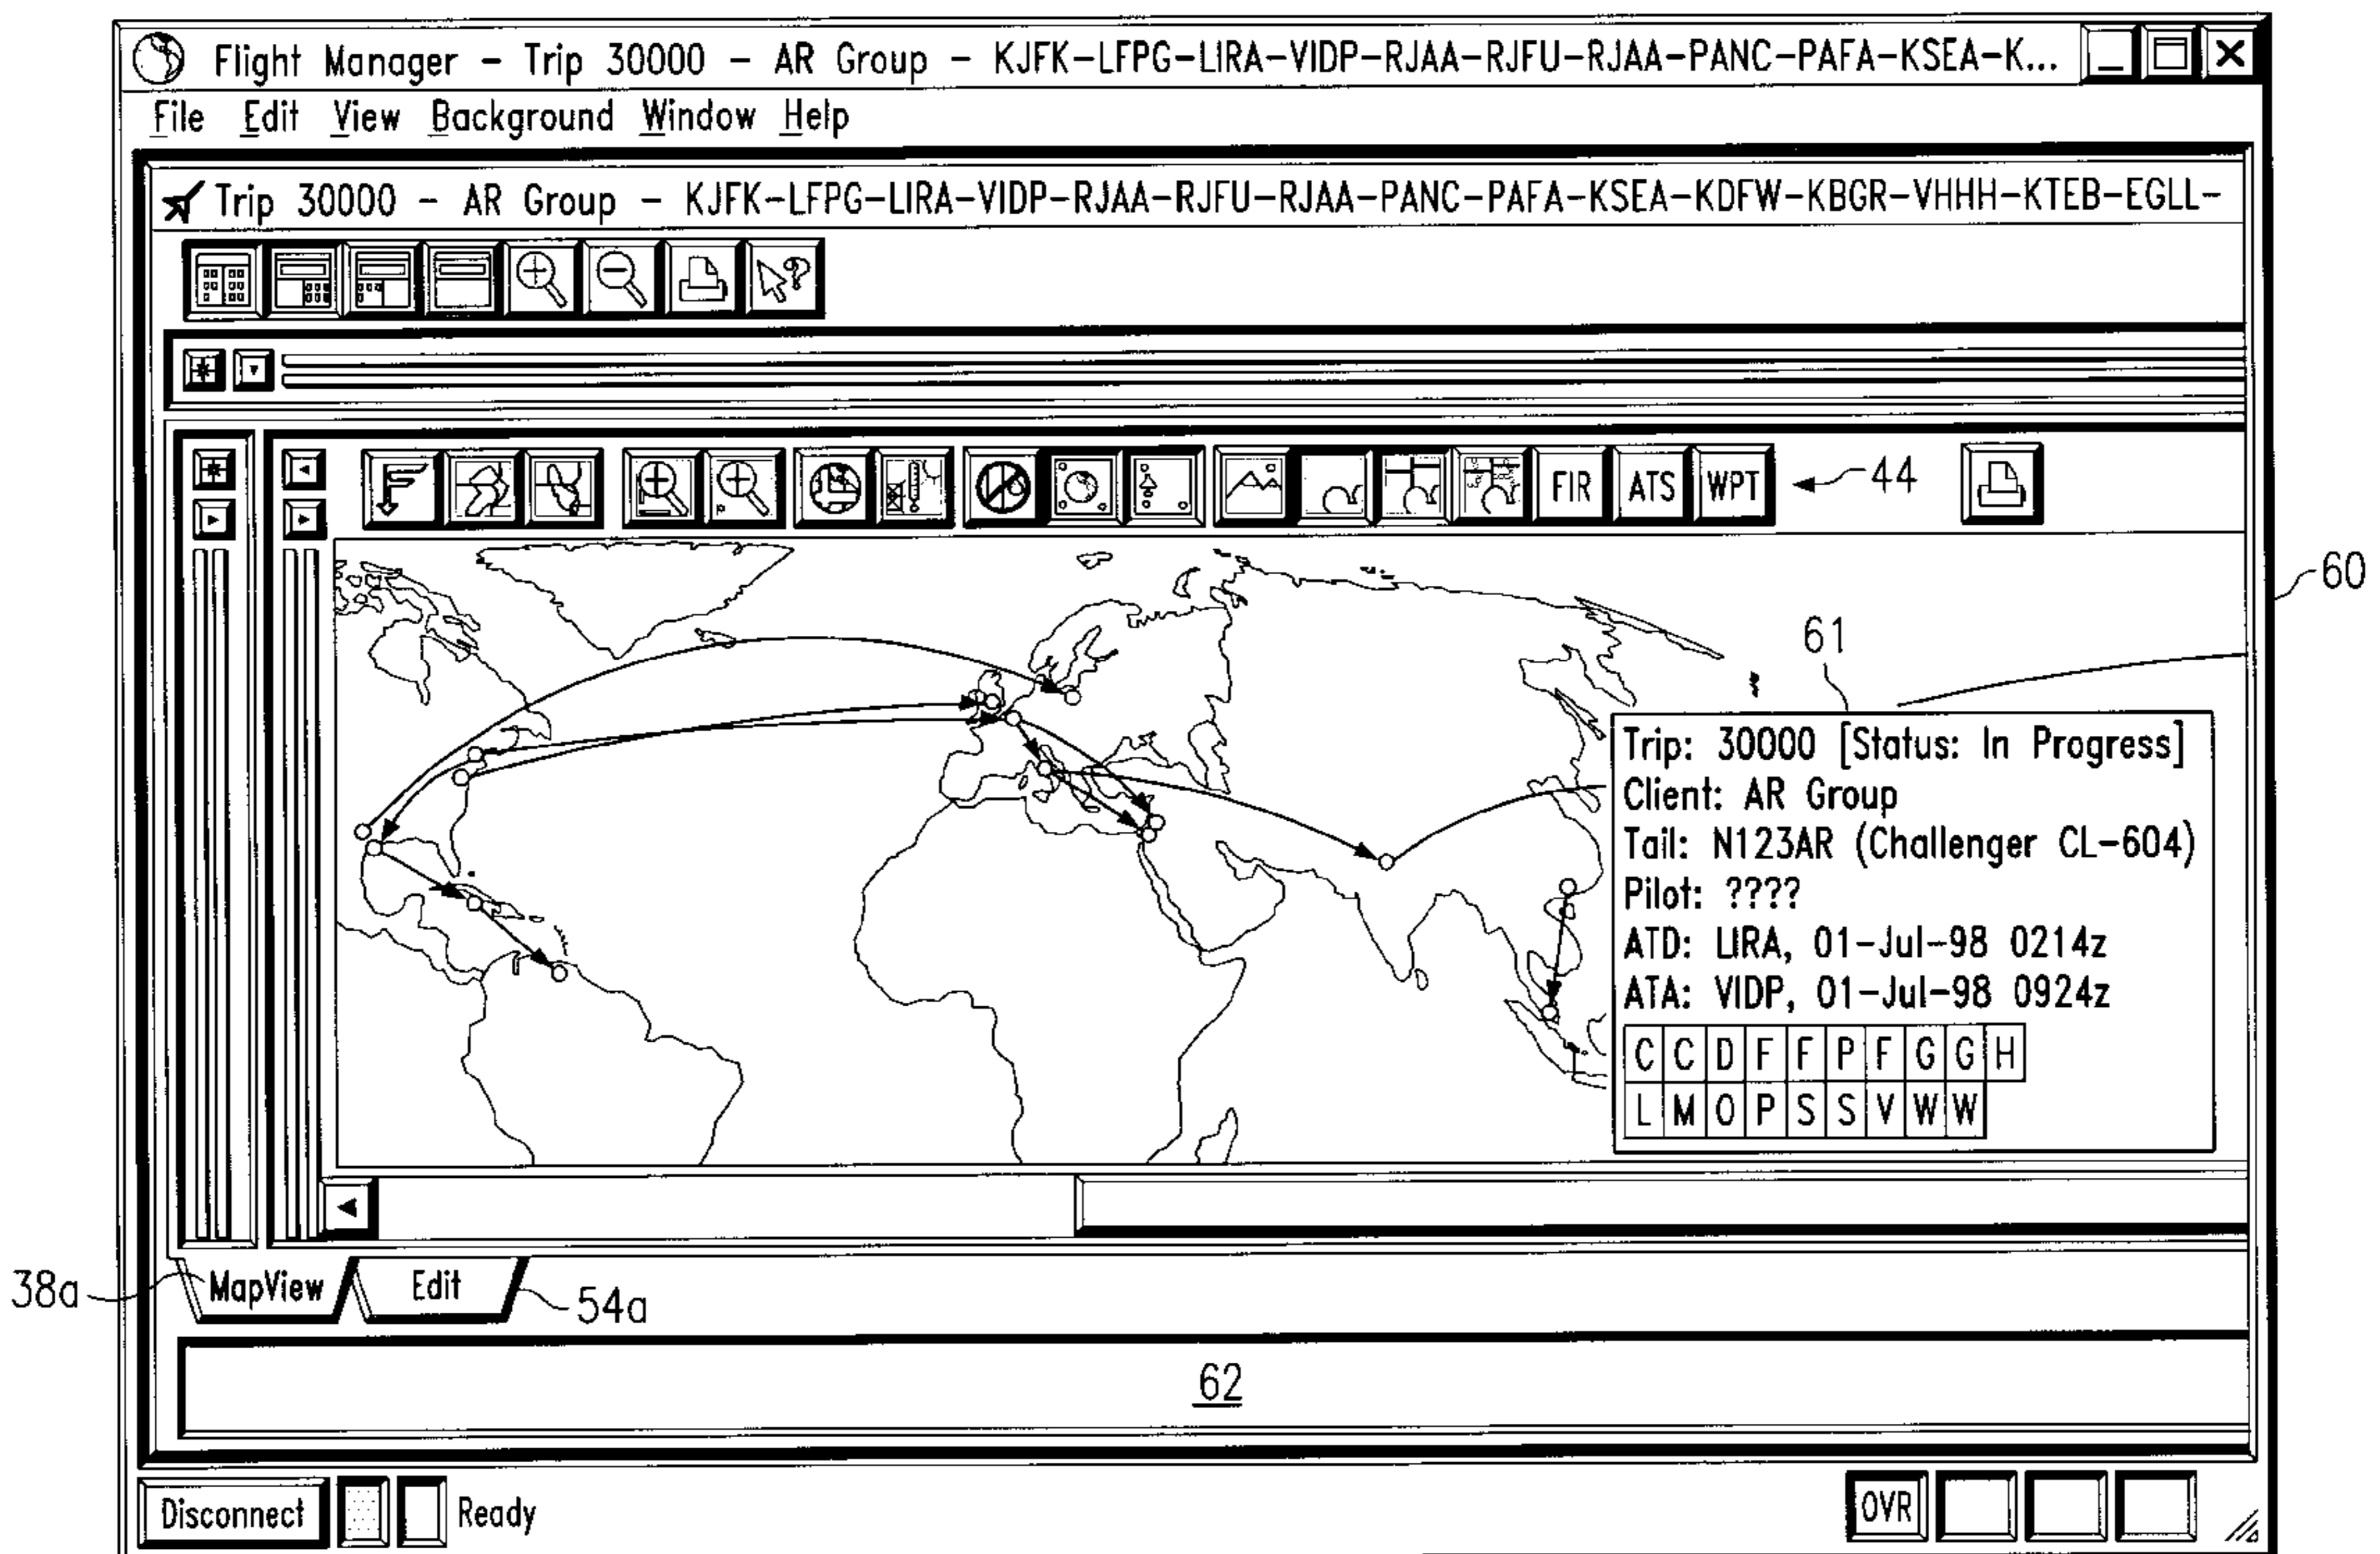 Flight Manager - Trip 30000 - AR Group - KJFK-LFPG-LIRA-VIDP-RJAA-RJFU-RJAA-PANC-PAFA-KSEA-K...
File Edit View Background Window Help
Trip 30000 - AR Group - KJFK-LFPG-LIRA-VIDP-RJAA-RJFU-RJAA-PANC-PAFA-KSEA-KDFW-KBGR-VHHH-KTEB-EGLL-
FIR ATS WPT 44
60
61
Trip: 30000 [Status: In Progress]
Client: AR Group
Tail: N123AR (Challenger CL-604)
Pilot: ????
ATD: LIRA, 01-Jul-98 0214z
ATA: VIDP, 01-Jul-98 0924z
C C D F F P F G G H
L M O P S S V W W
38a MapView Edit 54a
62
Disconnect Ready OVR